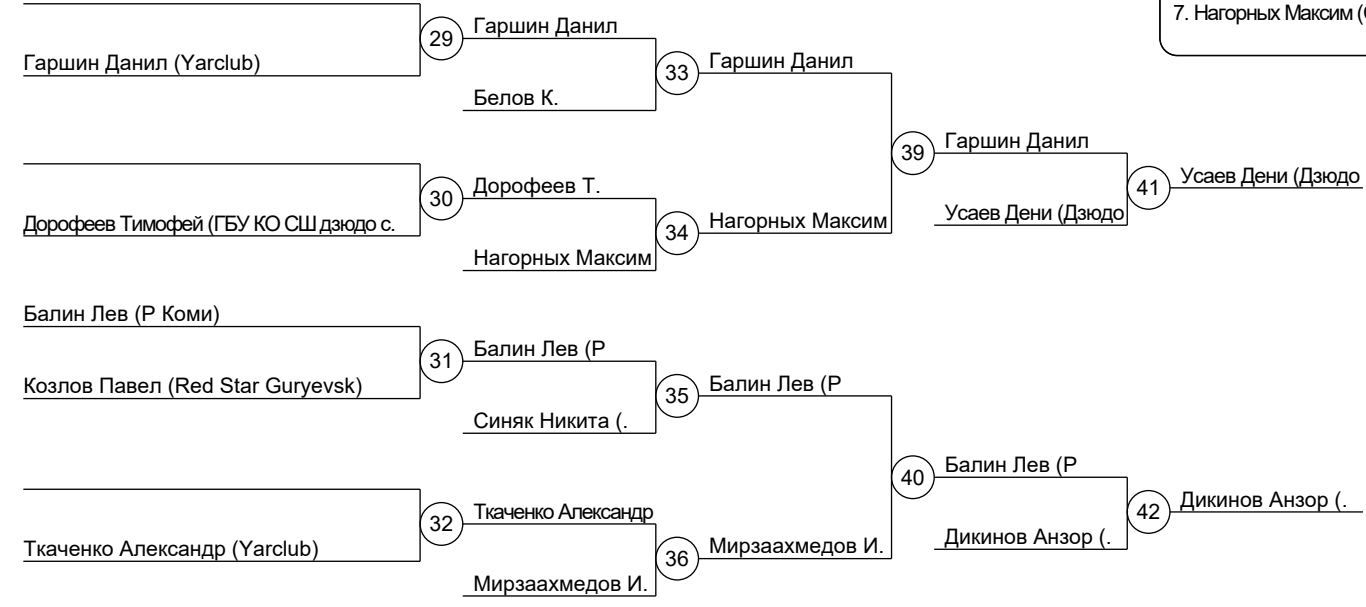 7. Нагорных Максим (
29
Гаршин Данил
Гаршин Данил (Yarclub)
33
Гаршин Данил
Белов К.
39
Гаршин Данил
30
Дорофеев Т.
41
Усаев Дени (Дзюдо
Дорофеев Тимофей (ГБУ КО СШ дзюдо с.
34
Нагорных Максим
Усаев Дени (Дзюдо
Нагорных Максим
Балин Лев (Р Коми)
31
Балин Лев (Р
Козлов Павел (Red Star Guryevsk)
35
Балин Лев (Р
Синяк Никита (.
40
Балин Лев (Р
32
Ткаченко Александр
42
Дикинов Анзор (.
Ткаченко Александр (Yarclub)
36
Мирзаахмедов И.
Дикинов Анзор (.
Мирзаахмедов И.